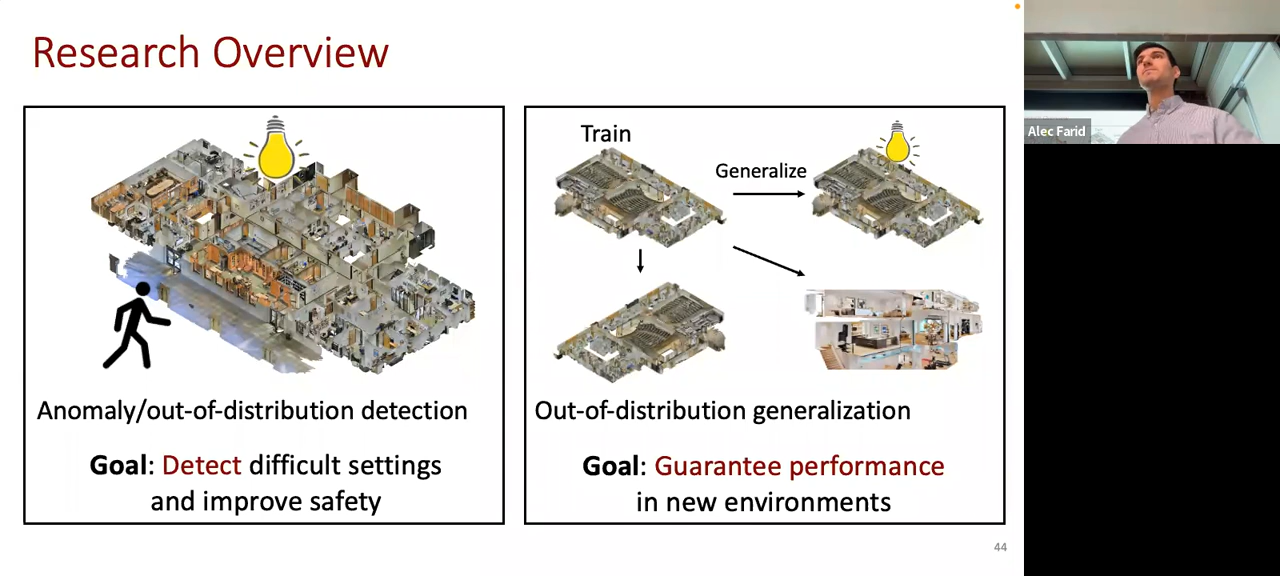 Research Overview
Train
Generalize
Anomaly/out-of-distribution detection
Goal: Detect difficult settings
and improve safety
Out-of-distribution generalization
Goal: Guarantee performance
in new environments
44
Alec Farid